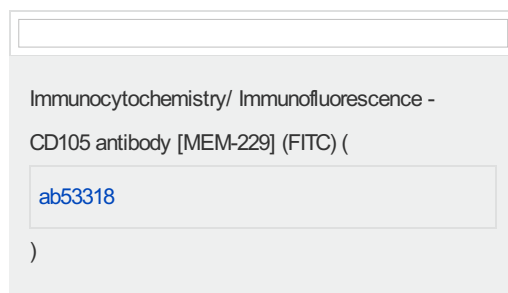 Immunocytochemistry/ Immunofluorescence -
CD105 antibody [MEM-229] (FITC) (
ab53318
)